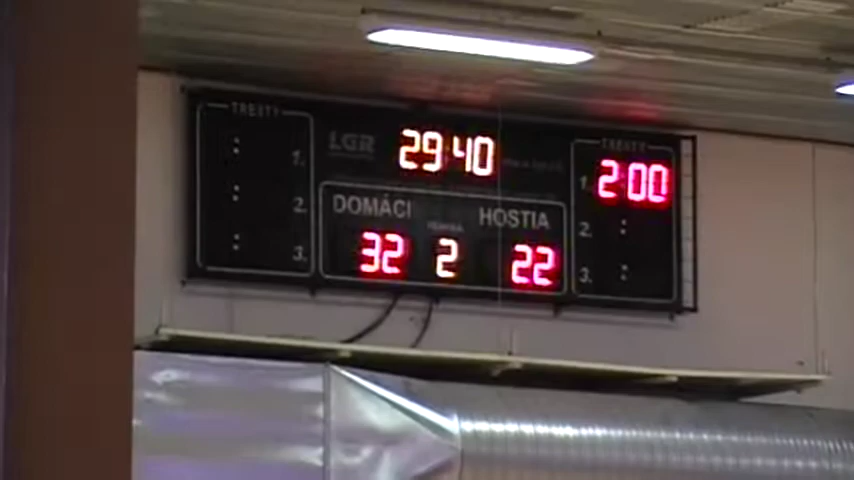 TRESTY
LGR
29:40
TRESTY
1.
1. 2:00
DOMÁCI
HOSTIA
2.
2.
32
2
22
3.
3.